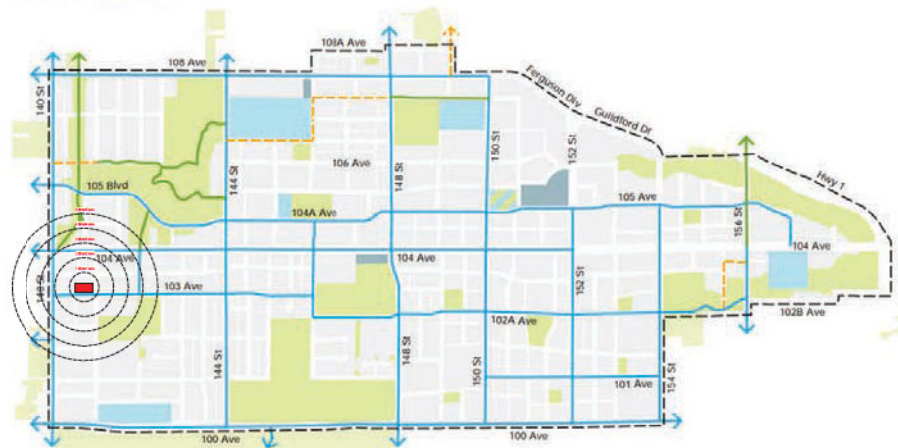 108A Ave
108 Ave
Ferguson Div
Guildford Dr
140 St
150 St
152 St
106 Ave
144 St
148 St
Hwy 1
105 Blvd
105 Ave
104A Ave
156 St
104 Ave
104 Ave
104 Ave
140 St
103 Ave
152 St
102A Ave
102B Ave
144 St
148 St
150 St
154 St
101 Ave
100 Ave
100 Ave